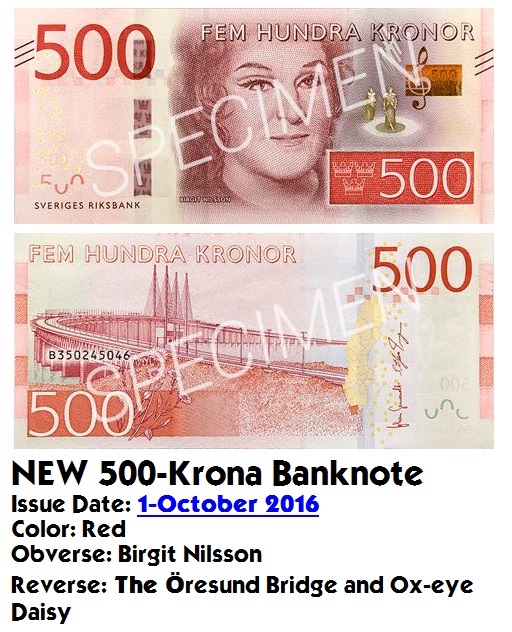 500
FEM HUNDRA KRONOR
500
SPECIMEN
SVERIGES RIKSBANK
BIRGIT NILSSON
500
FEM HUNDRA KRONOR
500
B350245046
SPECIMEN
500
500
NEW 500-Krona Banknote
Issue Date: 1-October 2016
Color: Red
Obverse: Birgit Nilsson
Reverse: The Öresund Bridge and Ox-eye
Daisy